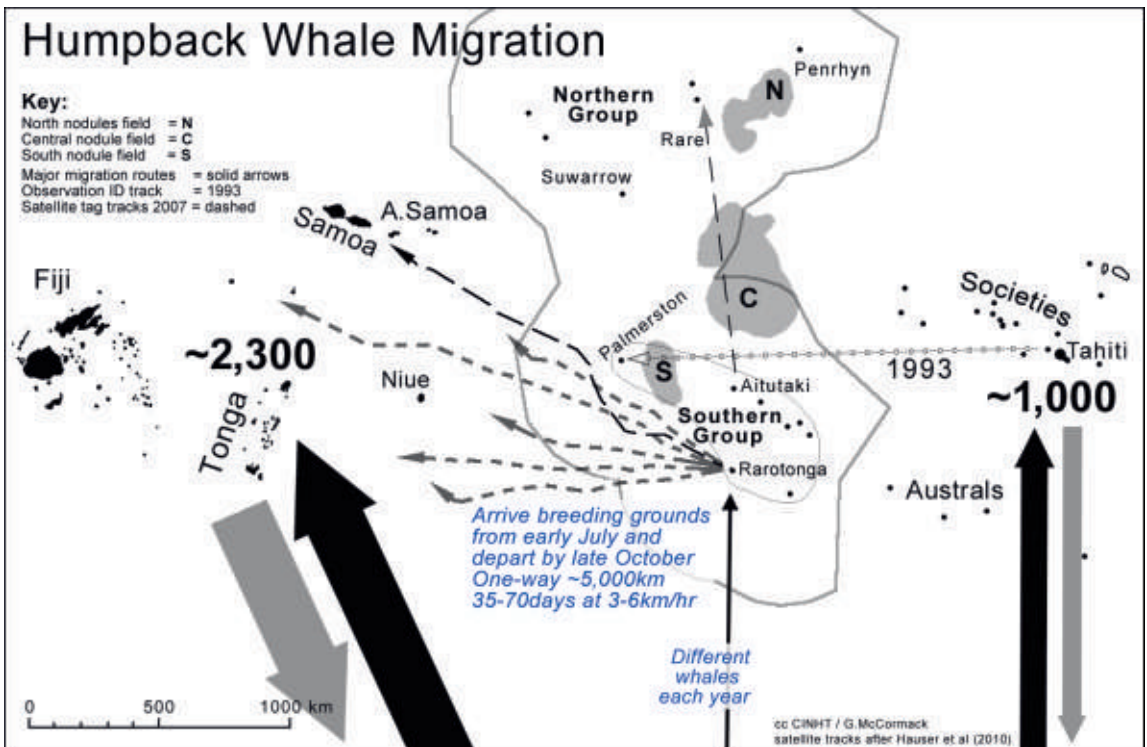 Humpback Whale Migration
Key:
North nodules field = N
Central nodule field = C
South nodule field = S
Major migration routes = solid arrows
Observation ID track = 1993
Satellite tag tracks 2007 = dashed
Penrhyn
N
Northern
Group
Rare
Suwarrow
A.Samoa
Samoa
Fiji
Societies
C
Palmerston
~2,300
S
Tahiti
1993
Niue
Aitutaki
~1,000
Tonga
Southern
Group
Rarotonga
Australs
Arrive breeding grounds
from early July and
depart by late October
One-way ~5,000km
35-70days at 3-6km/hr
Different
whales
each year
0 500 1000 km
cc CINHT / G.McCormack
satellite tracks after Hauser et al (2010)